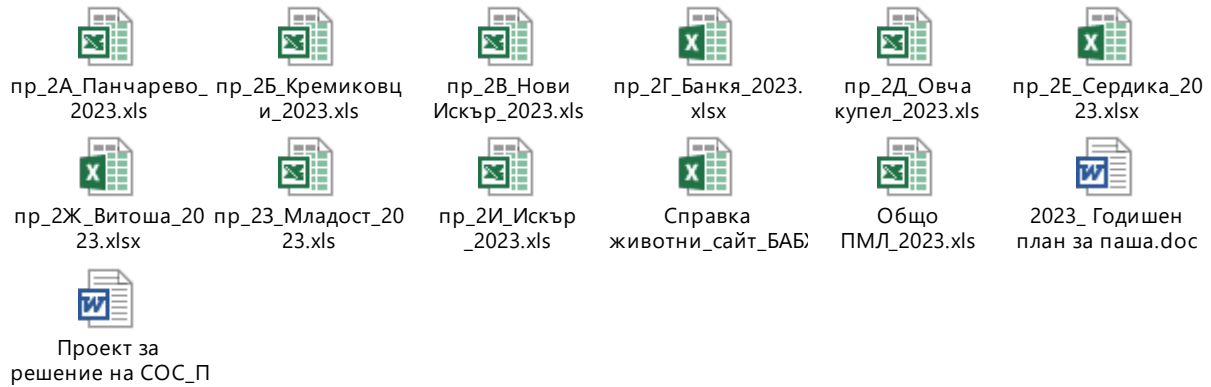 пр_2А_Панчарево_ пр_2Б_Кремиковц пр_2В_Нови пр_2Г_Банкя_2023. пр_2Д_Овча пр_2Е_Сердика_20
2023.xls и_2023.xls Искър_2023.xls xlsx купел_2023.xls 23.xlsx
пр_2Ж_Витоша_20 пр_2З_Младост_20 пр_2И_Искър Справка Общо 2023_ Годишен
23.xlsx 23.xls _2023.xls животни_сайт_БАБХ ПМЛ_2023.xls план за паша.doc
Проект за
решение на СОС_П